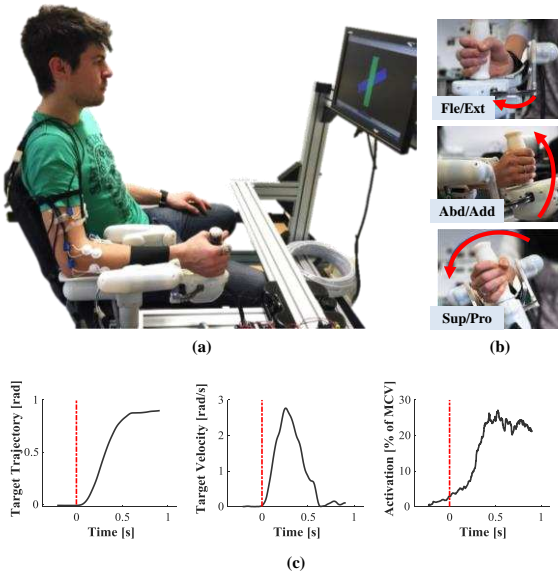 Fle/Ext
Abd/Add
Sup/Pro
(a)
(b)
Target Trajectory [rad]
1
0.5
0
0
0.5
1
Time [s]
Target Velocity [rad/s]
3
2
1
0
0
0.5
1
Time [s]
Activation [% of MCV]
30
20
10
0
0
0.5
1
Time [s]
(c)